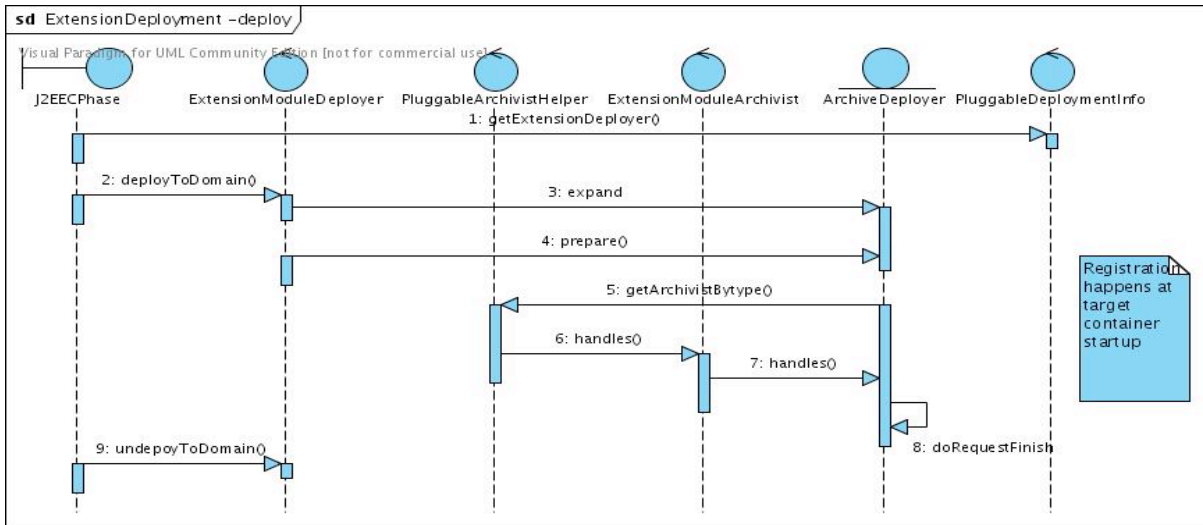 sd ExtensionDeployment -deploy
Visual Paradigm for UML Community Edition [not for commercial use]
J2EECPhase
ExtensionModuleDeployer
PluggableArchivistHelper
ExtensionModuleArchivist
ArchiveDeployer
PluggableDeploymentInfo
1: getExtensionDeployer()
2: deployToDomain()
3: expand
4: prepare()
Registration
happens at
target
container
startup
5: getArchivistBytype()
6: handles()
7: handles()
8: doRequestFinish
9: undepoyToDomain()